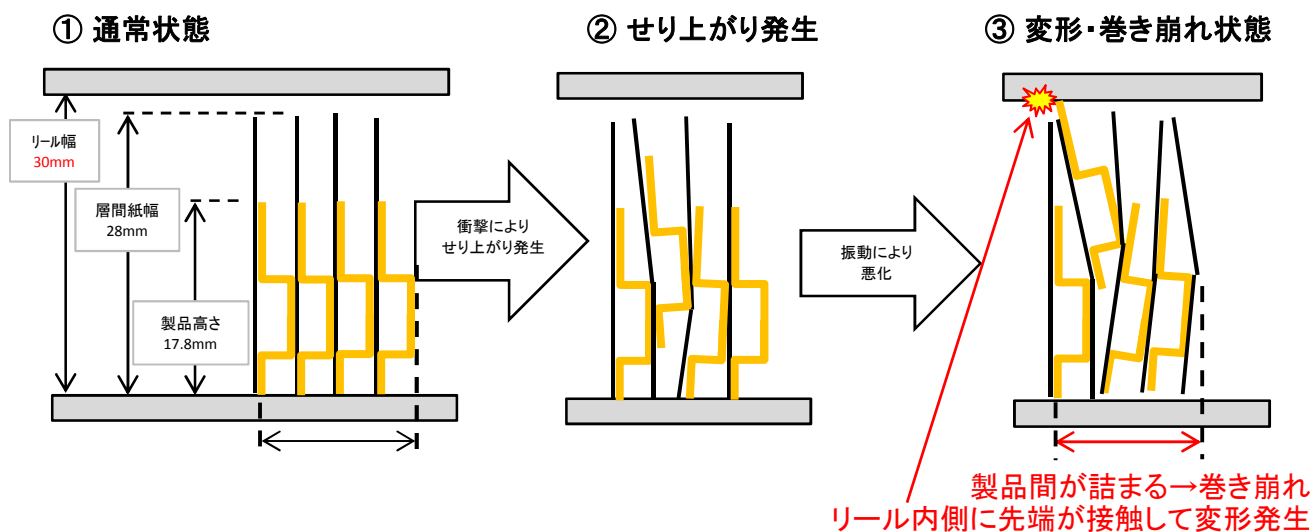 ① 通常状態
② せり上がり発生
③ 変形・巻き崩れ状態
リール幅
30mm
層間紙幅
28mm
製品高さ
17.8mm
衝撃により
せり上がり発生
振動により
悪化
製品間が詰まる→巻き崩れ
リール内側に先端が接触して変形発生